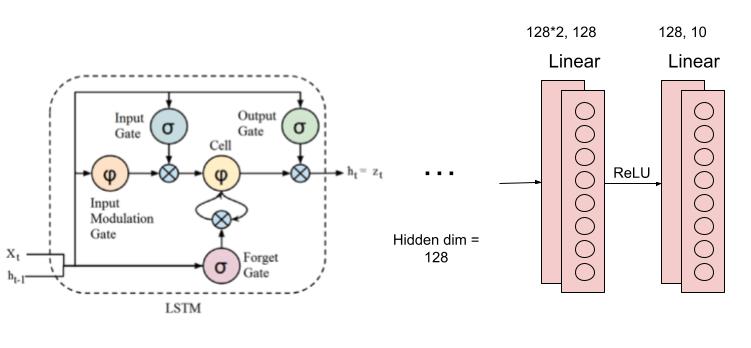 128*2, 128
128, 10
Linear
Linear
Input
Gate
σ
Output
Gate
σ
Cell
φ
φ
h_t = z_t
. . .
ReLU
Input
Modulation
Gate
Hidden dim =
128
X_t
h_t-1
σ
Forget
Gate
LSTM